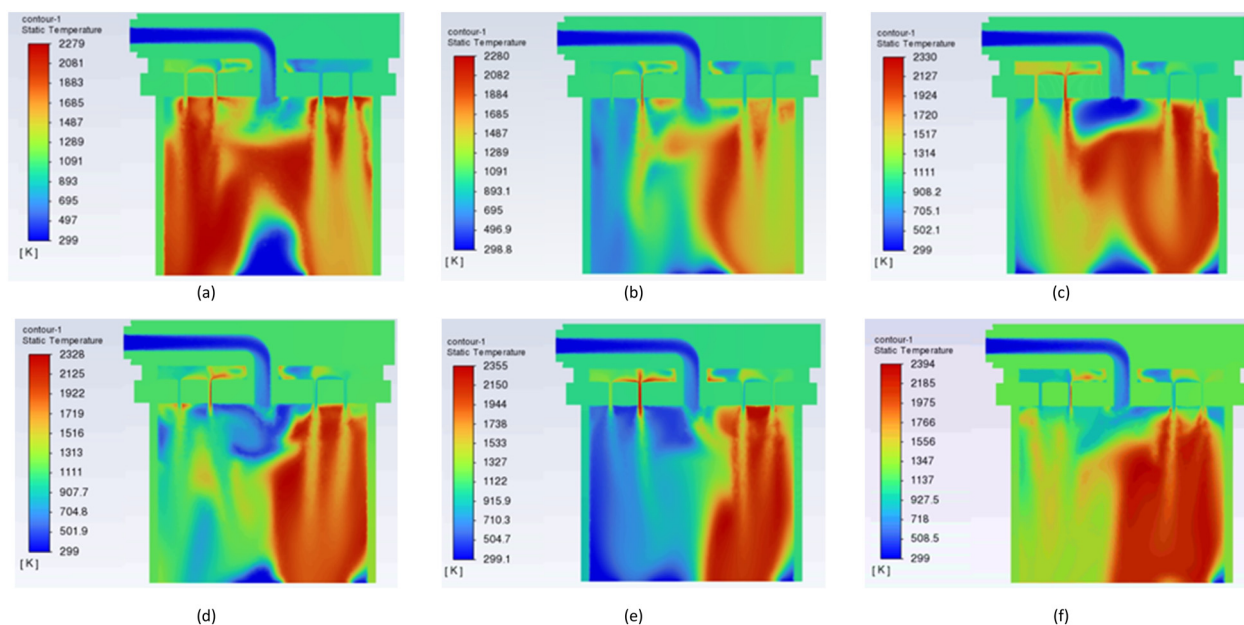 contour-1
Static Temperature
2279
2081
1883
1685
1487
1289
1091
893
695
497
299
[ K ]
(a)
contour-1
Static Temperature
2280
2082
1884
1685
1487
1289
1091
893.1
695
496.9
298.8
[ K ]
(b)
contour-1
Static Temperature
2330
2127
1924
1720
1517
1314
1111
908.2
705.1
502.1
299
[ K ]
(c)
contour-1
Static Temperature
2328
2125
1922
1719
1516
1313
1111
907.7
704.8
501.9
299
[ K ]
(d)
contour-1
Static Temperature
2355
2150
1944
1738
1533
1327
1122
915.9
710.3
504.7
299.1
[ K ]
(e)
contour-1
Static Temperature
2394
2185
1975
1766
1556
1347
1137
927.5
718
508.5
299
[ K ]
(f)